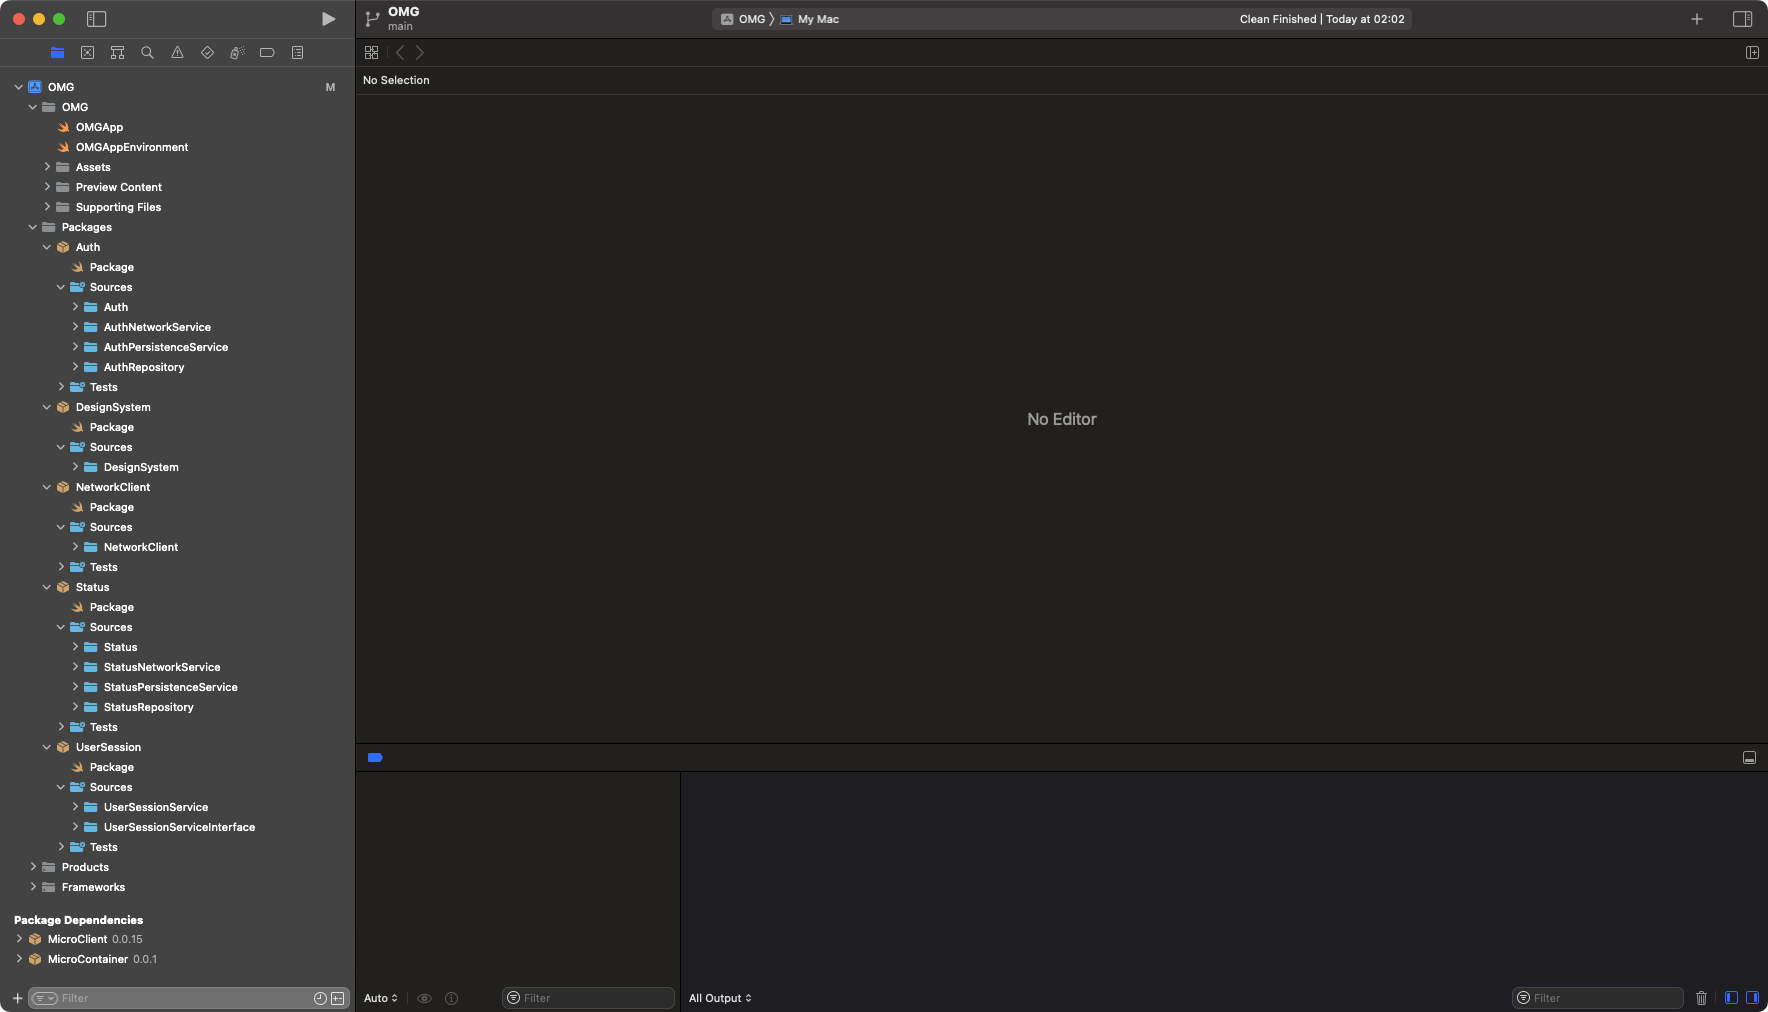 OMG
main
OMG
My Mac
Clean Finished | Today at 02:02
No Selection
OMG
M
OMG
OMGApp
OMGAppEnvironment
Assets
Preview Content
Supporting Files
Packages
Auth
Package
Sources
Auth
AuthNetworkService
AuthPersistenceService
AuthRepository
Tests
DesignSystem
Package
Sources
DesignSystem
NetworkClient
Package
Sources
NetworkClient
Tests
Status
Package
Sources
Status
StatusNetworkService
StatusPersistenceService
StatusRepository
Tests
UserSession
Package
Sources
UserSessionService
UserSessionServiceInterface
Tests
Products
Frameworks
Package Dependencies
MicroClient 0.0.15
MicroContainer 0.0.1
Filter
No Editor
Auto
Filter
All Output
Filter